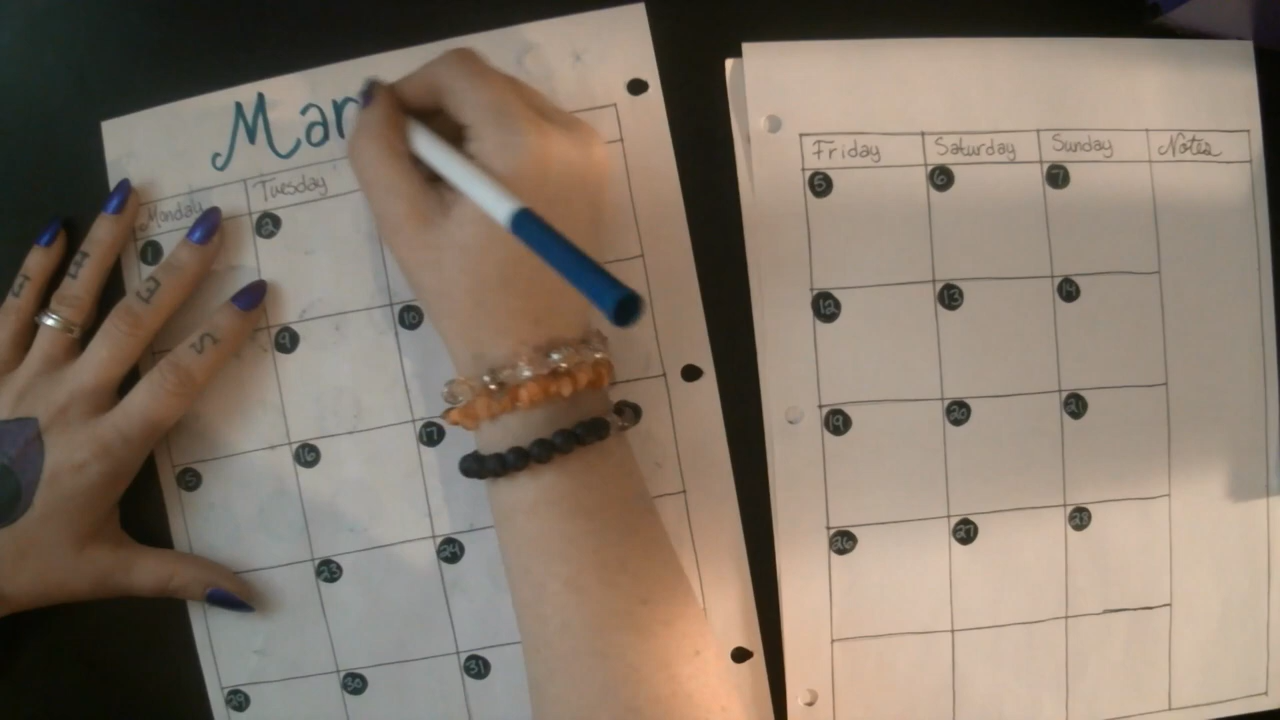 Mar
Monday Tuesday
1 2
9 10
5 16 17
23 24
29 30 31
Friday Saturday Sunday Notes
5 6 7
12 13 14
19 20 21
26 27 28